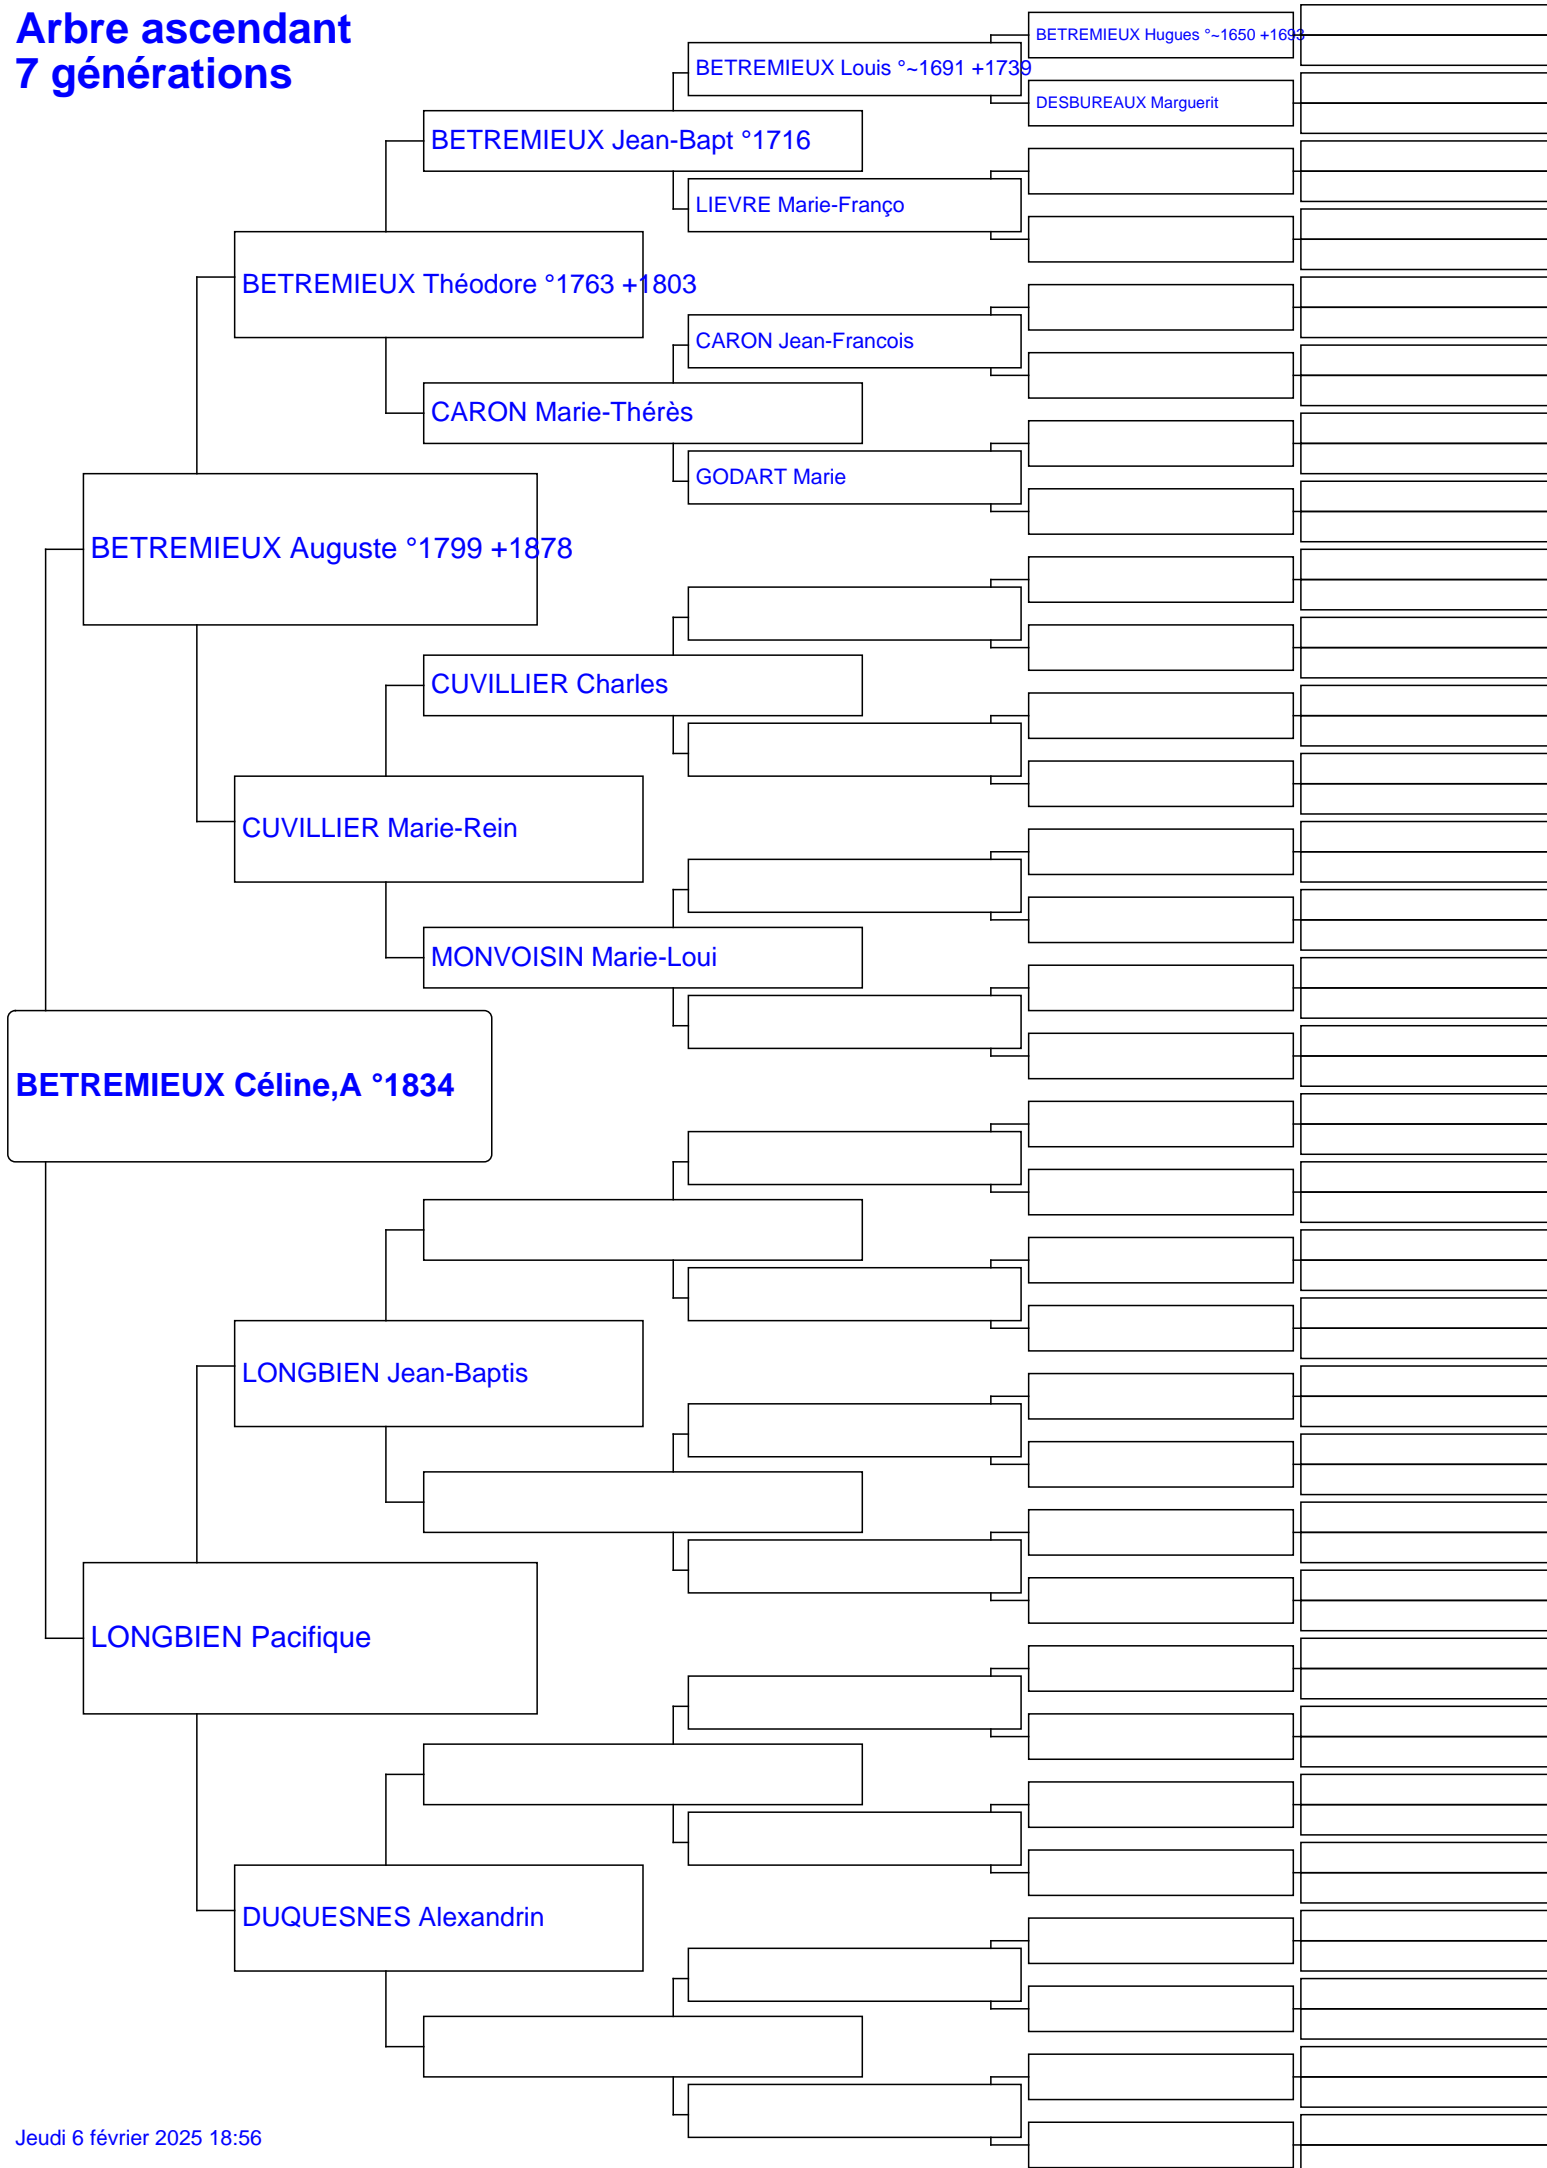 Arbre ascendant
7 générations
BETREMIEUX Hugues °~1650 +1693
BETREMIEUX Louis °~1691 +1739
DESBUREAUX Marguerit
BETREMIEUX Jean-Bapt °1716
LIEVRE Marie-Franço
BETREMIEUX Théodore °1763 +1803
CARON Jean-Francois
CARON Marie-Thérès
GODART Marie
BETREMIEUX Auguste °1799 +1878
CUVILLIER Charles
CUVILLIER Marie-Rein
MONVOISIN Marie-Loui
BETREMIEUX Céline,A °1834
LONGBIEN Jean-Baptis
LONGBIEN Pacifique
DUQUESNES Alexandrin
Jeudi 6 février 2025 18:56